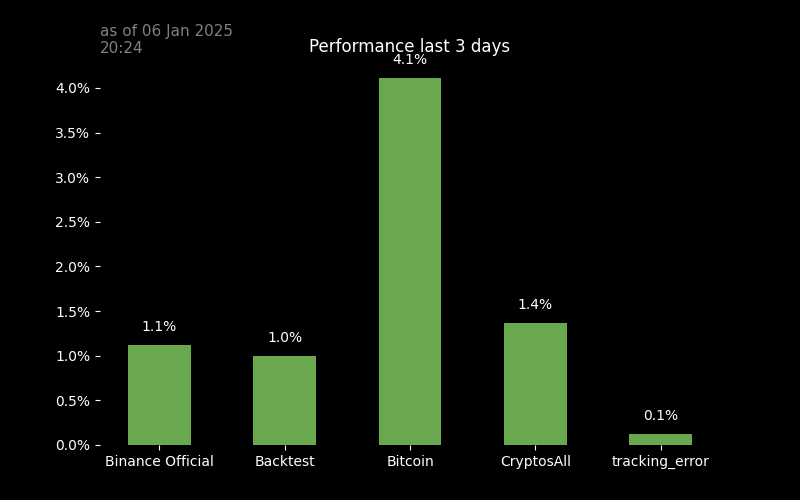 as of 06 Jan 2025
20:24
Performance last 3 days
4.1%
4.0%
3.5%
3.0%
2.5%
2.0%
1.5%
1.0%
0.5%
0.0%
1.1%
1.0%
1.4%
0.1%
Binance Official
Backtest
Bitcoin
CryptosAll
tracking_error